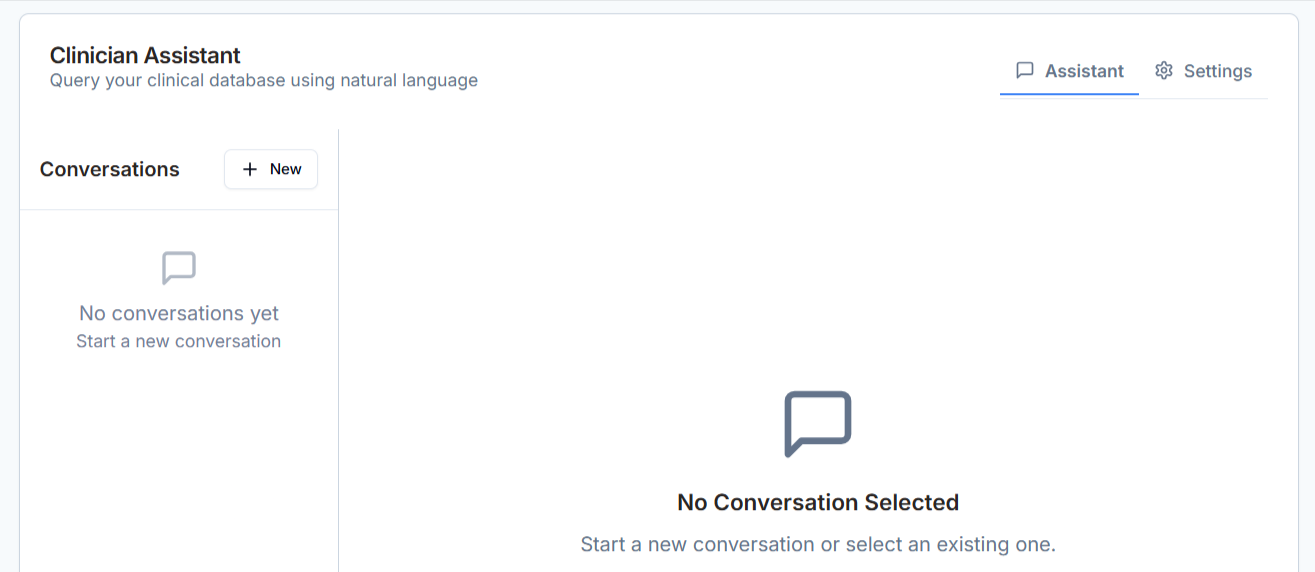 Clinician Assistant
Query your clinical database using natural language
Assistant
Settings
Conversations
New
No conversations yet
Start a new conversation
No Conversation Selected
Start a new conversation or select an existing one.